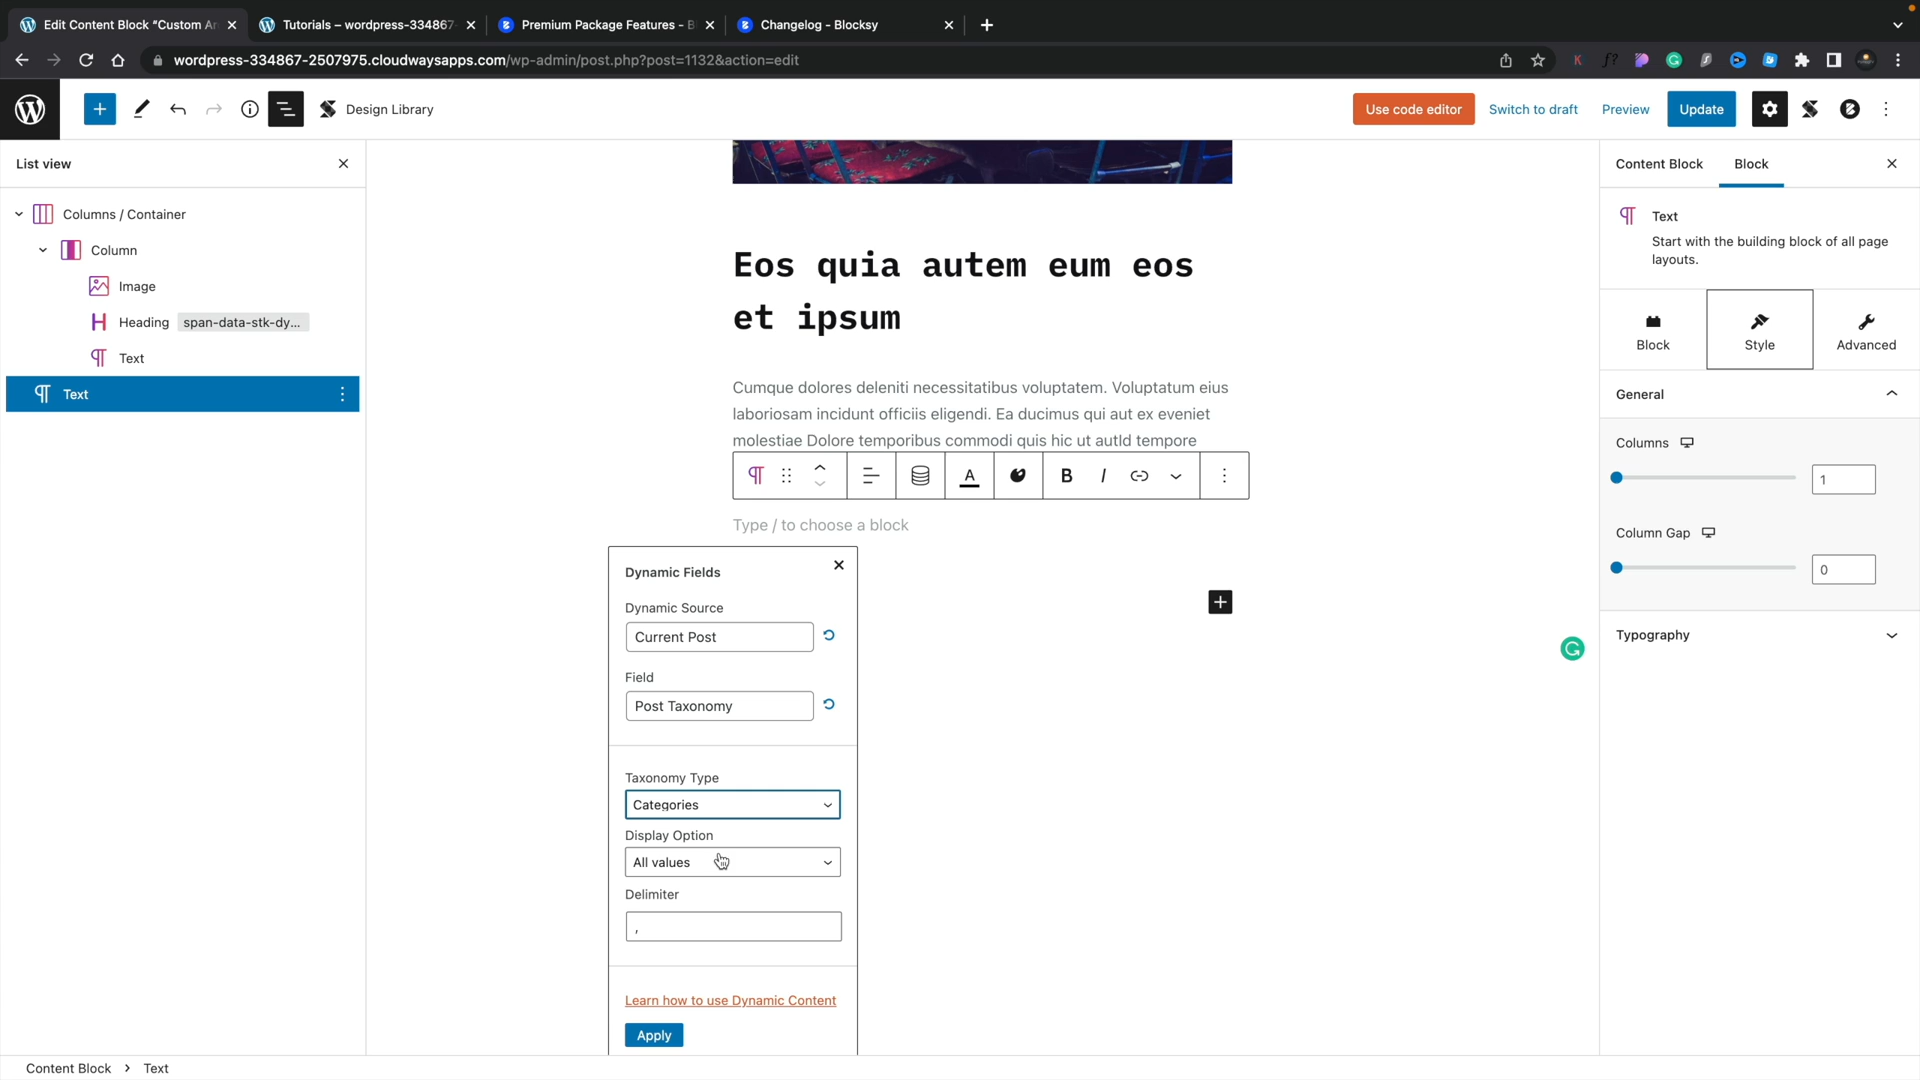 Edit Content Block "Custom Ar
Tutorials – wordpress-334867
Premium Package Features - B
Changelog - Blocksy
wordpress-334867-2507975.cloudwaysapps.com/wp-admin/post.php?post=1132&action=edit
Design Library
Use code editor
Switch to draft
Preview
Update
List view
Columns / Container
Column
Image
Heading span-data-stk-dy...
Text
Text
Eos quia autem eum eos
et ipsum
Cumque dolores deleniti necessitatibus voluptatem. Voluptatum eius
laboriosam incidunt officiis eligendi. Ea ducimus qui aut ex eveniet
molestiae Dolore temporibus commodi quis hic ut autId tempore
A B I
Type / to choose a block
Dynamic Fields
Dynamic Source
Current Post
Field
Post Taxonomy
Taxonomy Type
Categories
Display Option
All values
Delimiter
,
Learn how to use Dynamic Content
Apply
Content Block
Block
Text
Start with the building block of all page
layouts.
Block
Style
Advanced
General
Columns
1
Column Gap
0
Typography
Content Block > Text